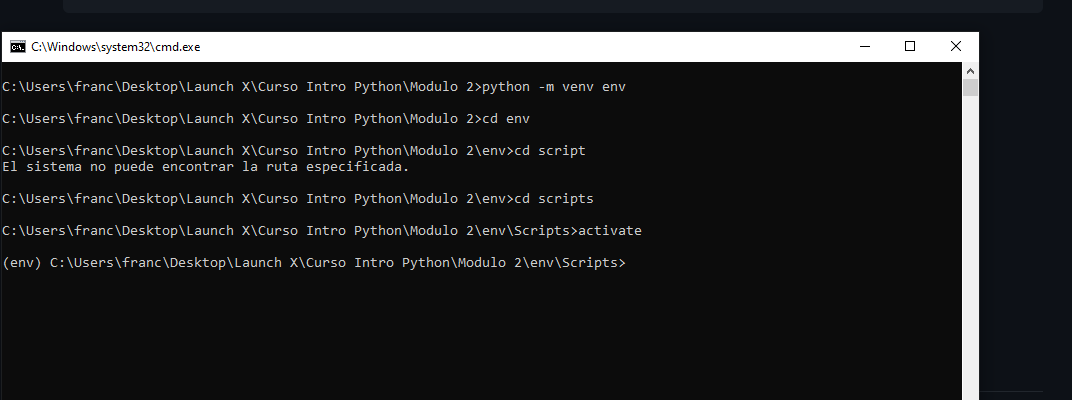 C:\Windows\system32\cmd.exe
C:\Users\franc\Desktop\Launch X\Curso Intro Python\Modulo 2>python -m venv env
C:\Users\franc\Desktop\Launch X\Curso Intro Python\Modulo 2>cd env
C:\Users\franc\Desktop\Launch X\Curso Intro Python\Modulo 2\env>cd script
El sistema no puede encontrar la ruta especificada.
C:\Users\franc\Desktop\Launch X\Curso Intro Python\Modulo 2\env>cd scripts
C:\Users\franc\Desktop\Launch X\Curso Intro Python\Modulo 2\env\Scripts>activate
(env) C:\Users\franc\Desktop\Launch X\Curso Intro Python\Modulo 2\env\Scripts>